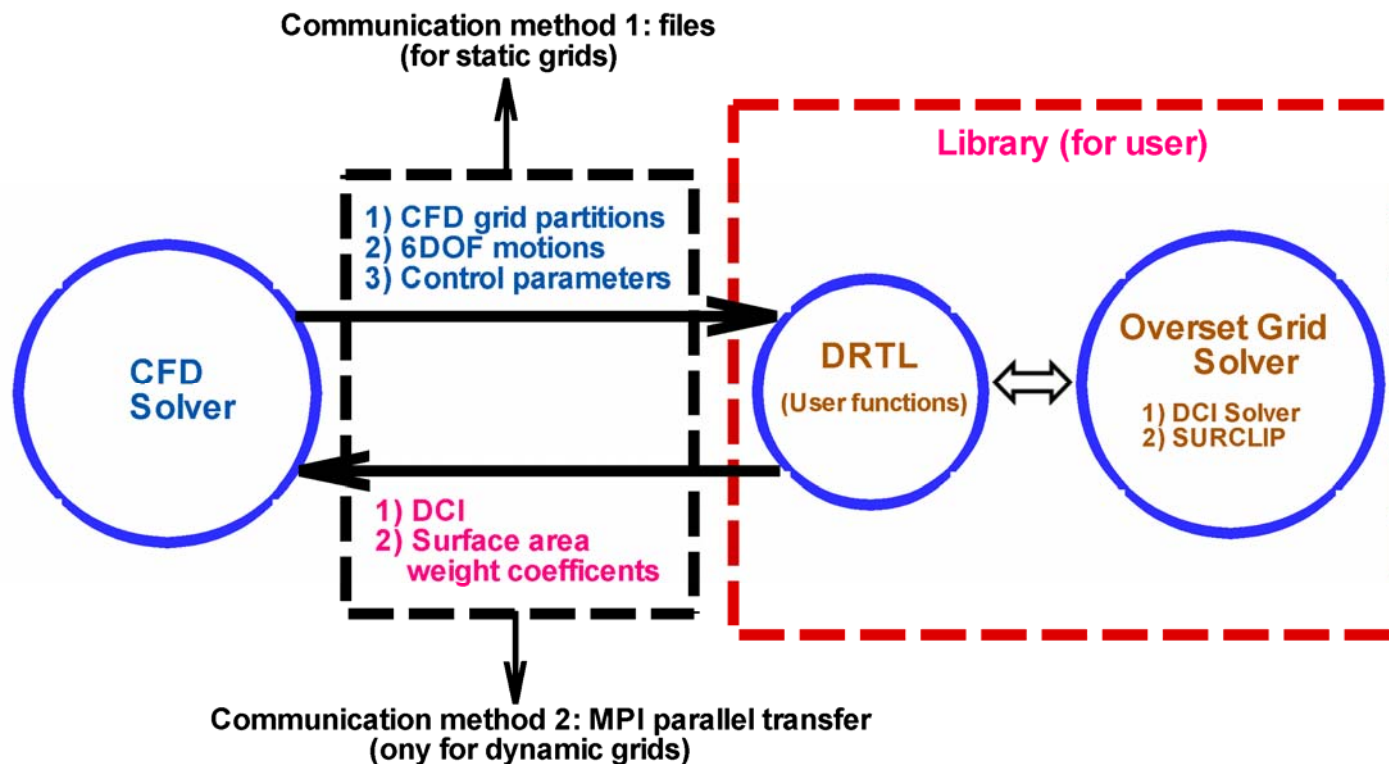 Communication method 1: files
(for static grids)
Library (for user)
1) CFD grid partitions
2) 6DOF motions
3) Control parameters
CFD
Solver
DRTL
(User functions)
Overset Grid
Solver
1) DCI Solver
2) SURCLIP
1) DCI
2) Surface area
weight coefficents
Communication method 2: MPI parallel transfer
(ony for dynamic grids)